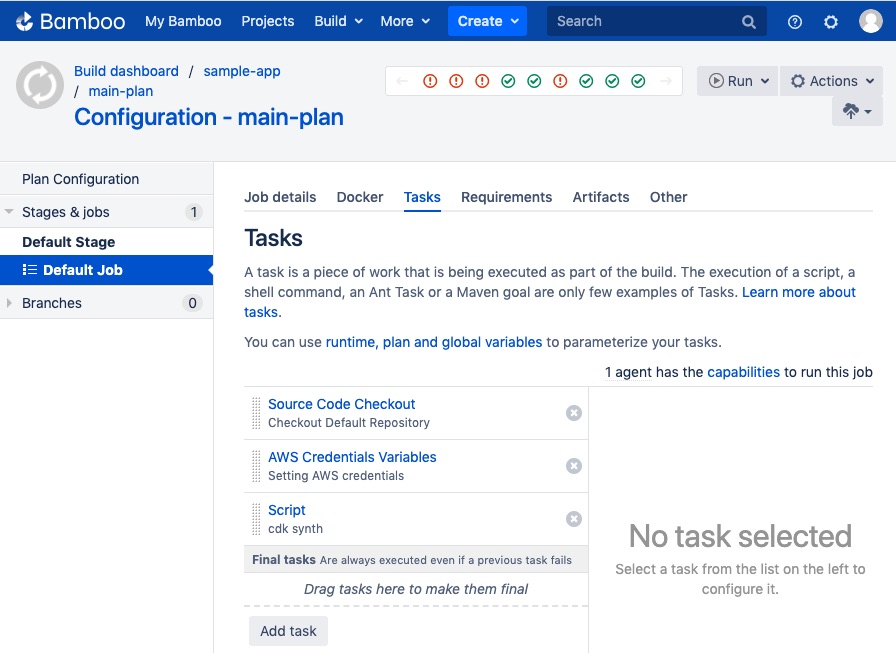 Bamboo My Bamboo Projects Build More Create Search
Build dashboard / sample-app
/ main-plan
Configuration - main-plan
Run Actions
Plan Configuration
Stages & jobs 1
Default Stage
Default Job
Branches 0
Job details Docker Tasks Requirements Artifacts Other
Tasks
A task is a piece of work that is being executed as part of the build. The execution of a script, a
shell command, an Ant Task or a Maven goal are only few examples of Tasks. Learn more about
tasks.
You can use runtime, plan and global variables to parameterize your tasks.
1 agent has the capabilities to run this job
Source Code Checkout
Checkout Default Repository
AWS Credentials Variables
Setting AWS credentials
Script
cdk synth
Final tasks Are always executed even if a previous task fails
Drag tasks here to make them final
Add task
No task selected
Select a task from the list on the left to
configure it.